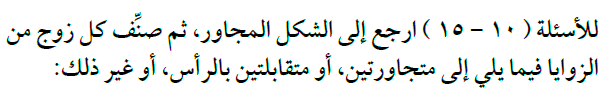 للأسئلة ( ١٠ - ١٥ ) ارجع إلى الشكل المجاور، ثم صنِّف كل زوج من
الزوايا فيما يلي إلى متجاورتين، أو متقابلتين بالرأس، أو غير ذلك: